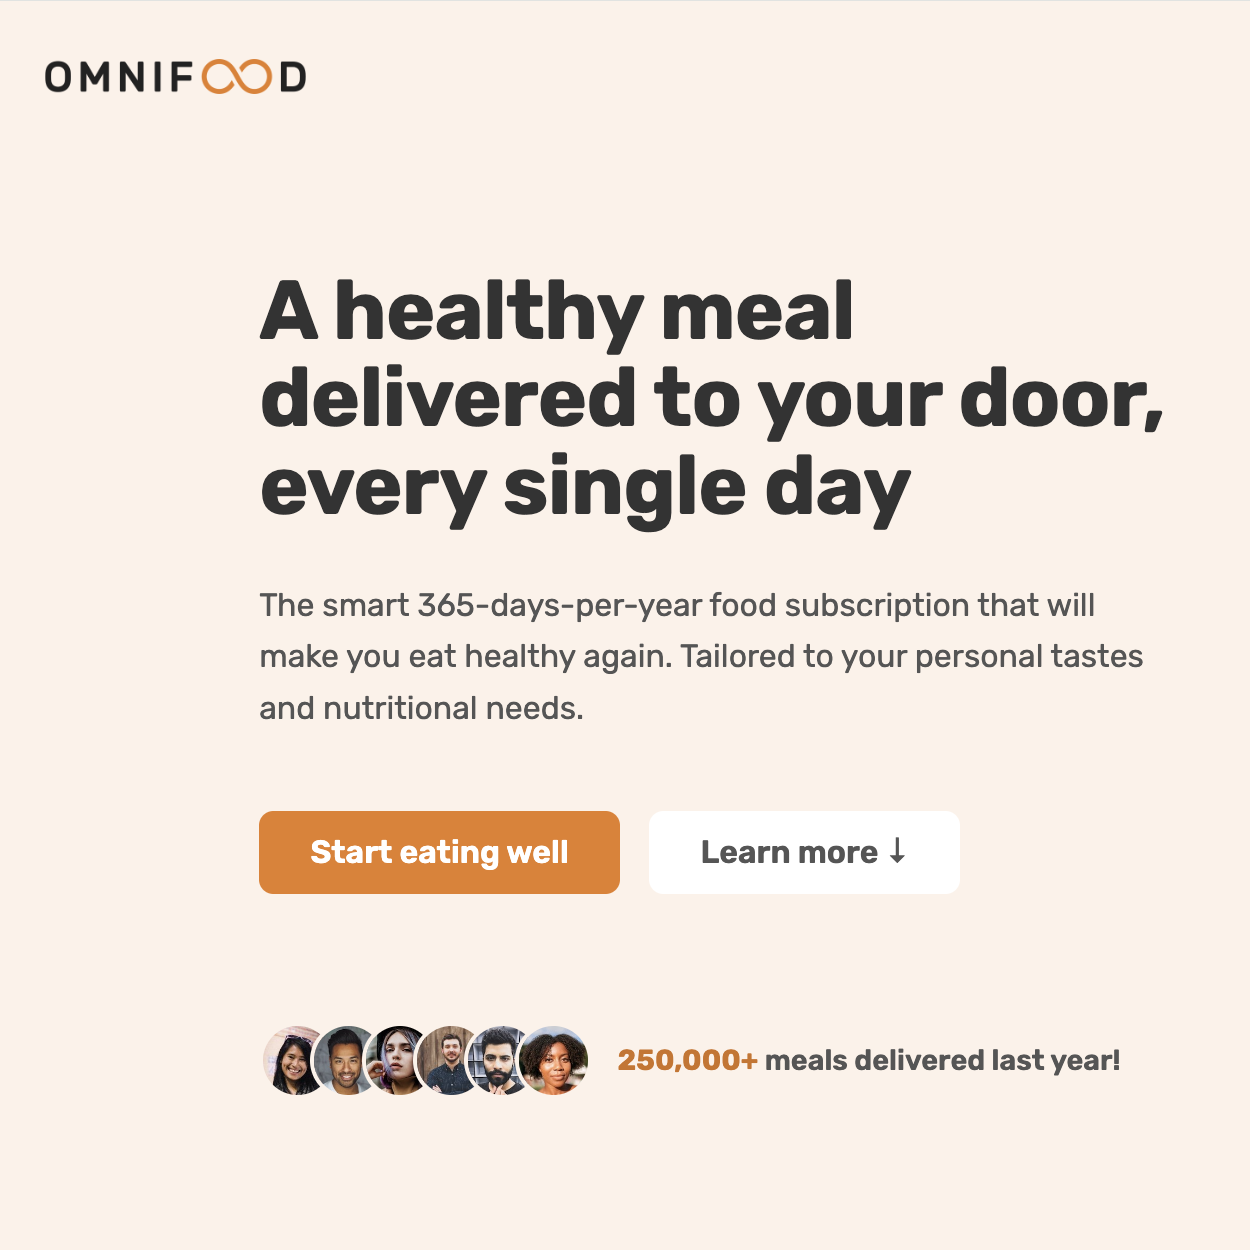 OMNIFOOD
A healthy meal
delivered to your door,
every single day
The smart 365-days-per-year food subscription that will
make you eat healthy again. Tailored to your personal tastes
and nutritional needs.
Start eating well
Learn more ↓
250,000+ meals delivered last year!